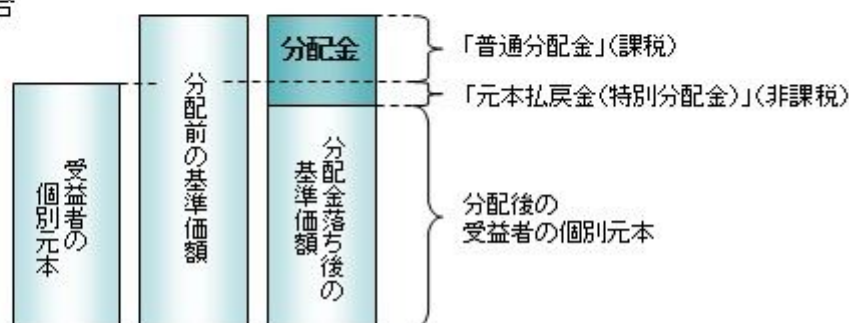 分配金
「普通分配金」(課税)
「元本払戻金(特別分配金)」(非課税)
受益者の
個別元本
分配前の基準価額
分配金落ち後の
基準価額
分配後の
受益者の個別元本